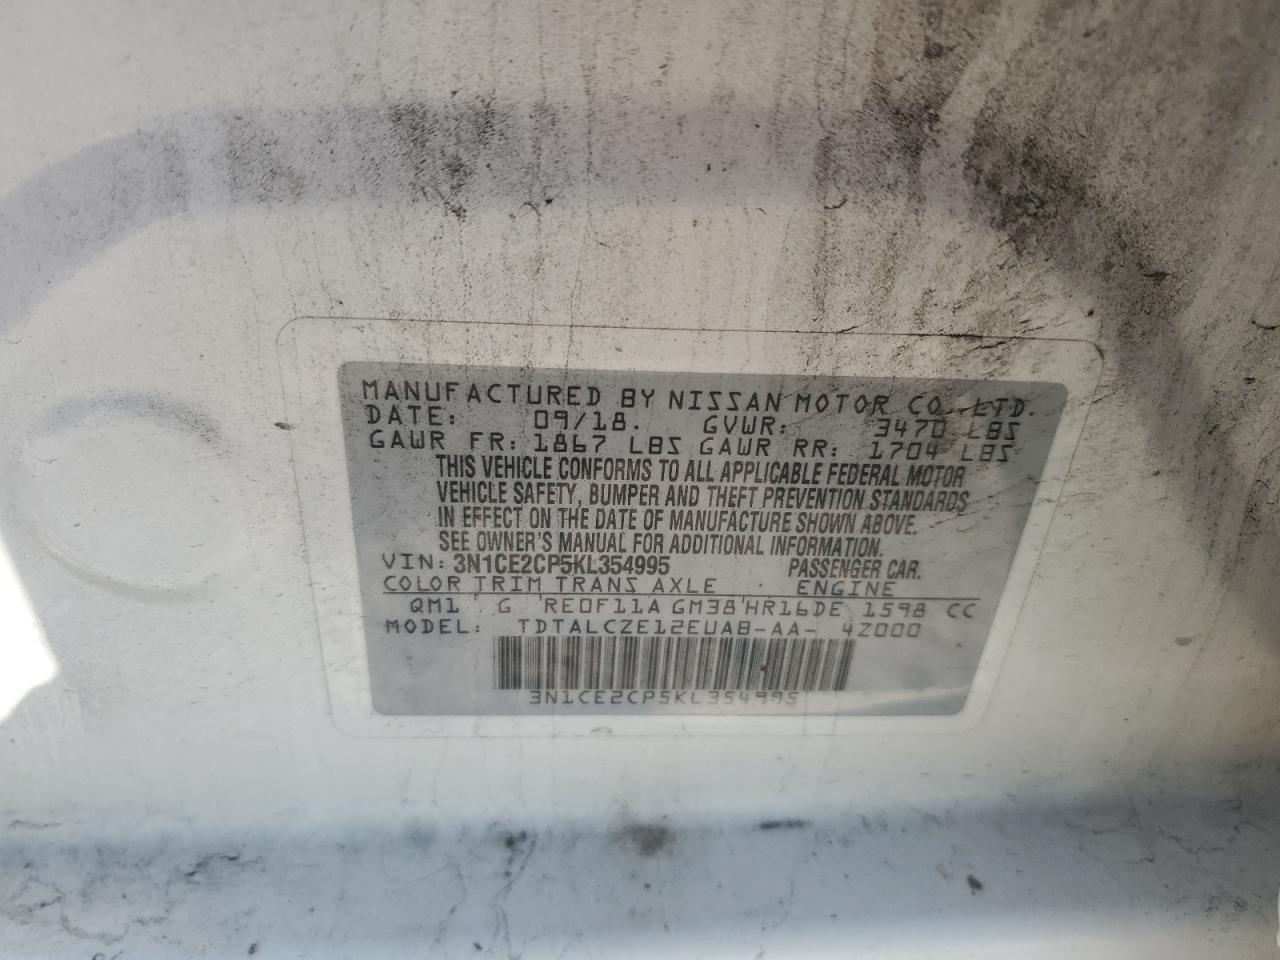 MANUFACTURED BY NISSAN MOTOR CO.,LTD.
DATE: 09/18. GVWR: 3470 LBS
GAWR FR: 1867 LBS GAWR RR: 1704 LBS
THIS VEHICLE CONFORMS TO ALL APPLICABLE FEDERAL MOTOR
VEHICLE SAFETY, BUMPER AND THEFT PREVENTION STANDARDS
IN EFFECT ON THE DATE OF MANUFACTURE SHOWN ABOVE.
SEE OWNER'S MANUAL FOR ADDITIONAL INFORMATION.
VIN: 3N1CE2CP5KL354995 PASSENGER CAR.
COLOR TRIM TRANS AXLE ENGINE
QM1 G RE0F11A GM38 HR16DE 1598 CC
MODEL: TDTALCZE12EUAB-AA- 4Z000
3N1CE2CP5KL354995